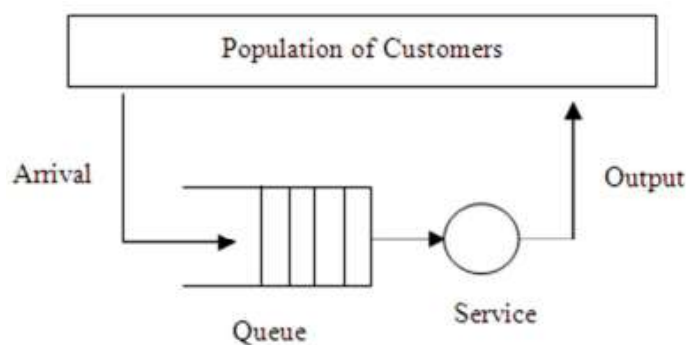 Population of Customers
Arrival
Output
Queue
Service